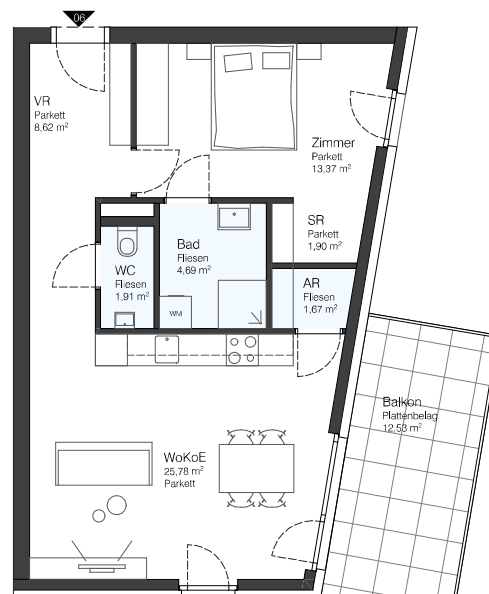 06
VR
Parkett
8,62 m²
Zimmer
Parkett
13,37 m²
SR
Parkett
1,90 m²
Bad
Fliesen
4,69 m²
WC
Fliesen
1,91 m²
AR
Fliesen
1,67 m²
WM
Balkon
Plattenbelag
12,53 m²
WoKoE
25,78 m²
Parkett